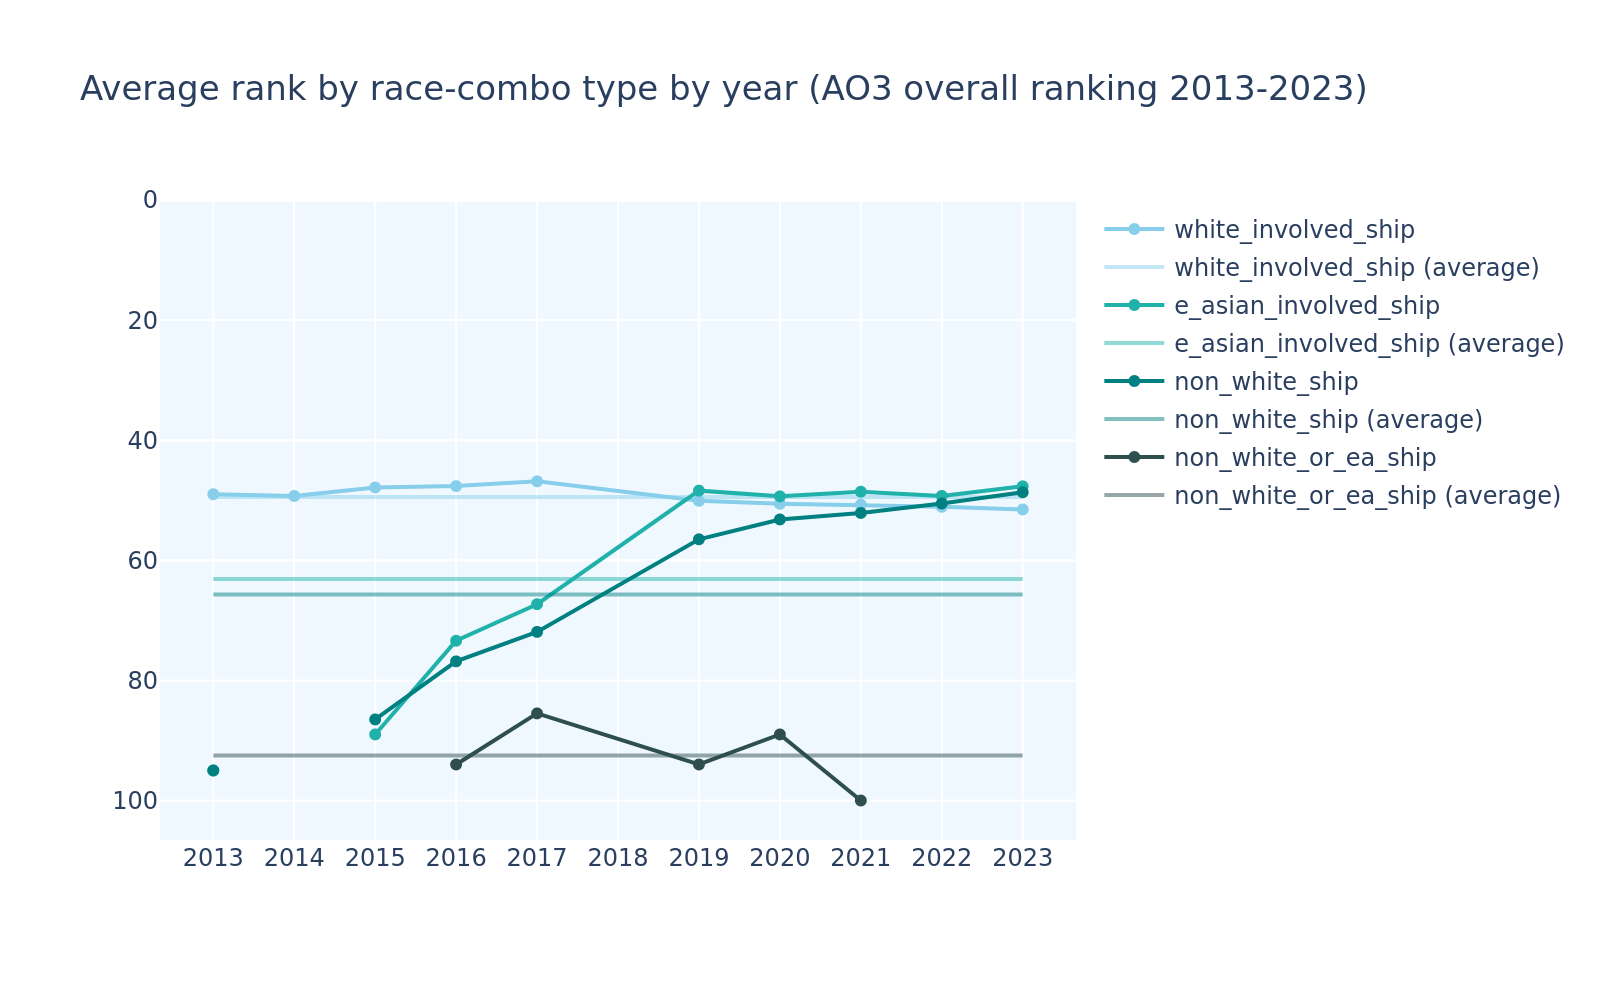 Average rank by race-combo type by year (AO3 overall ranking 2013-2023)
0
20
40
60
80
100
2013 2014 2015 2016 2017 2018 2019 2020 2021 2022 2023
white_involved_ship
white_involved_ship (average)
e_asian_involved_ship
e_asian_involved_ship (average)
non_white_ship
non_white_ship (average)
non_white_or_ea_ship
non_white_or_ea_ship (average)